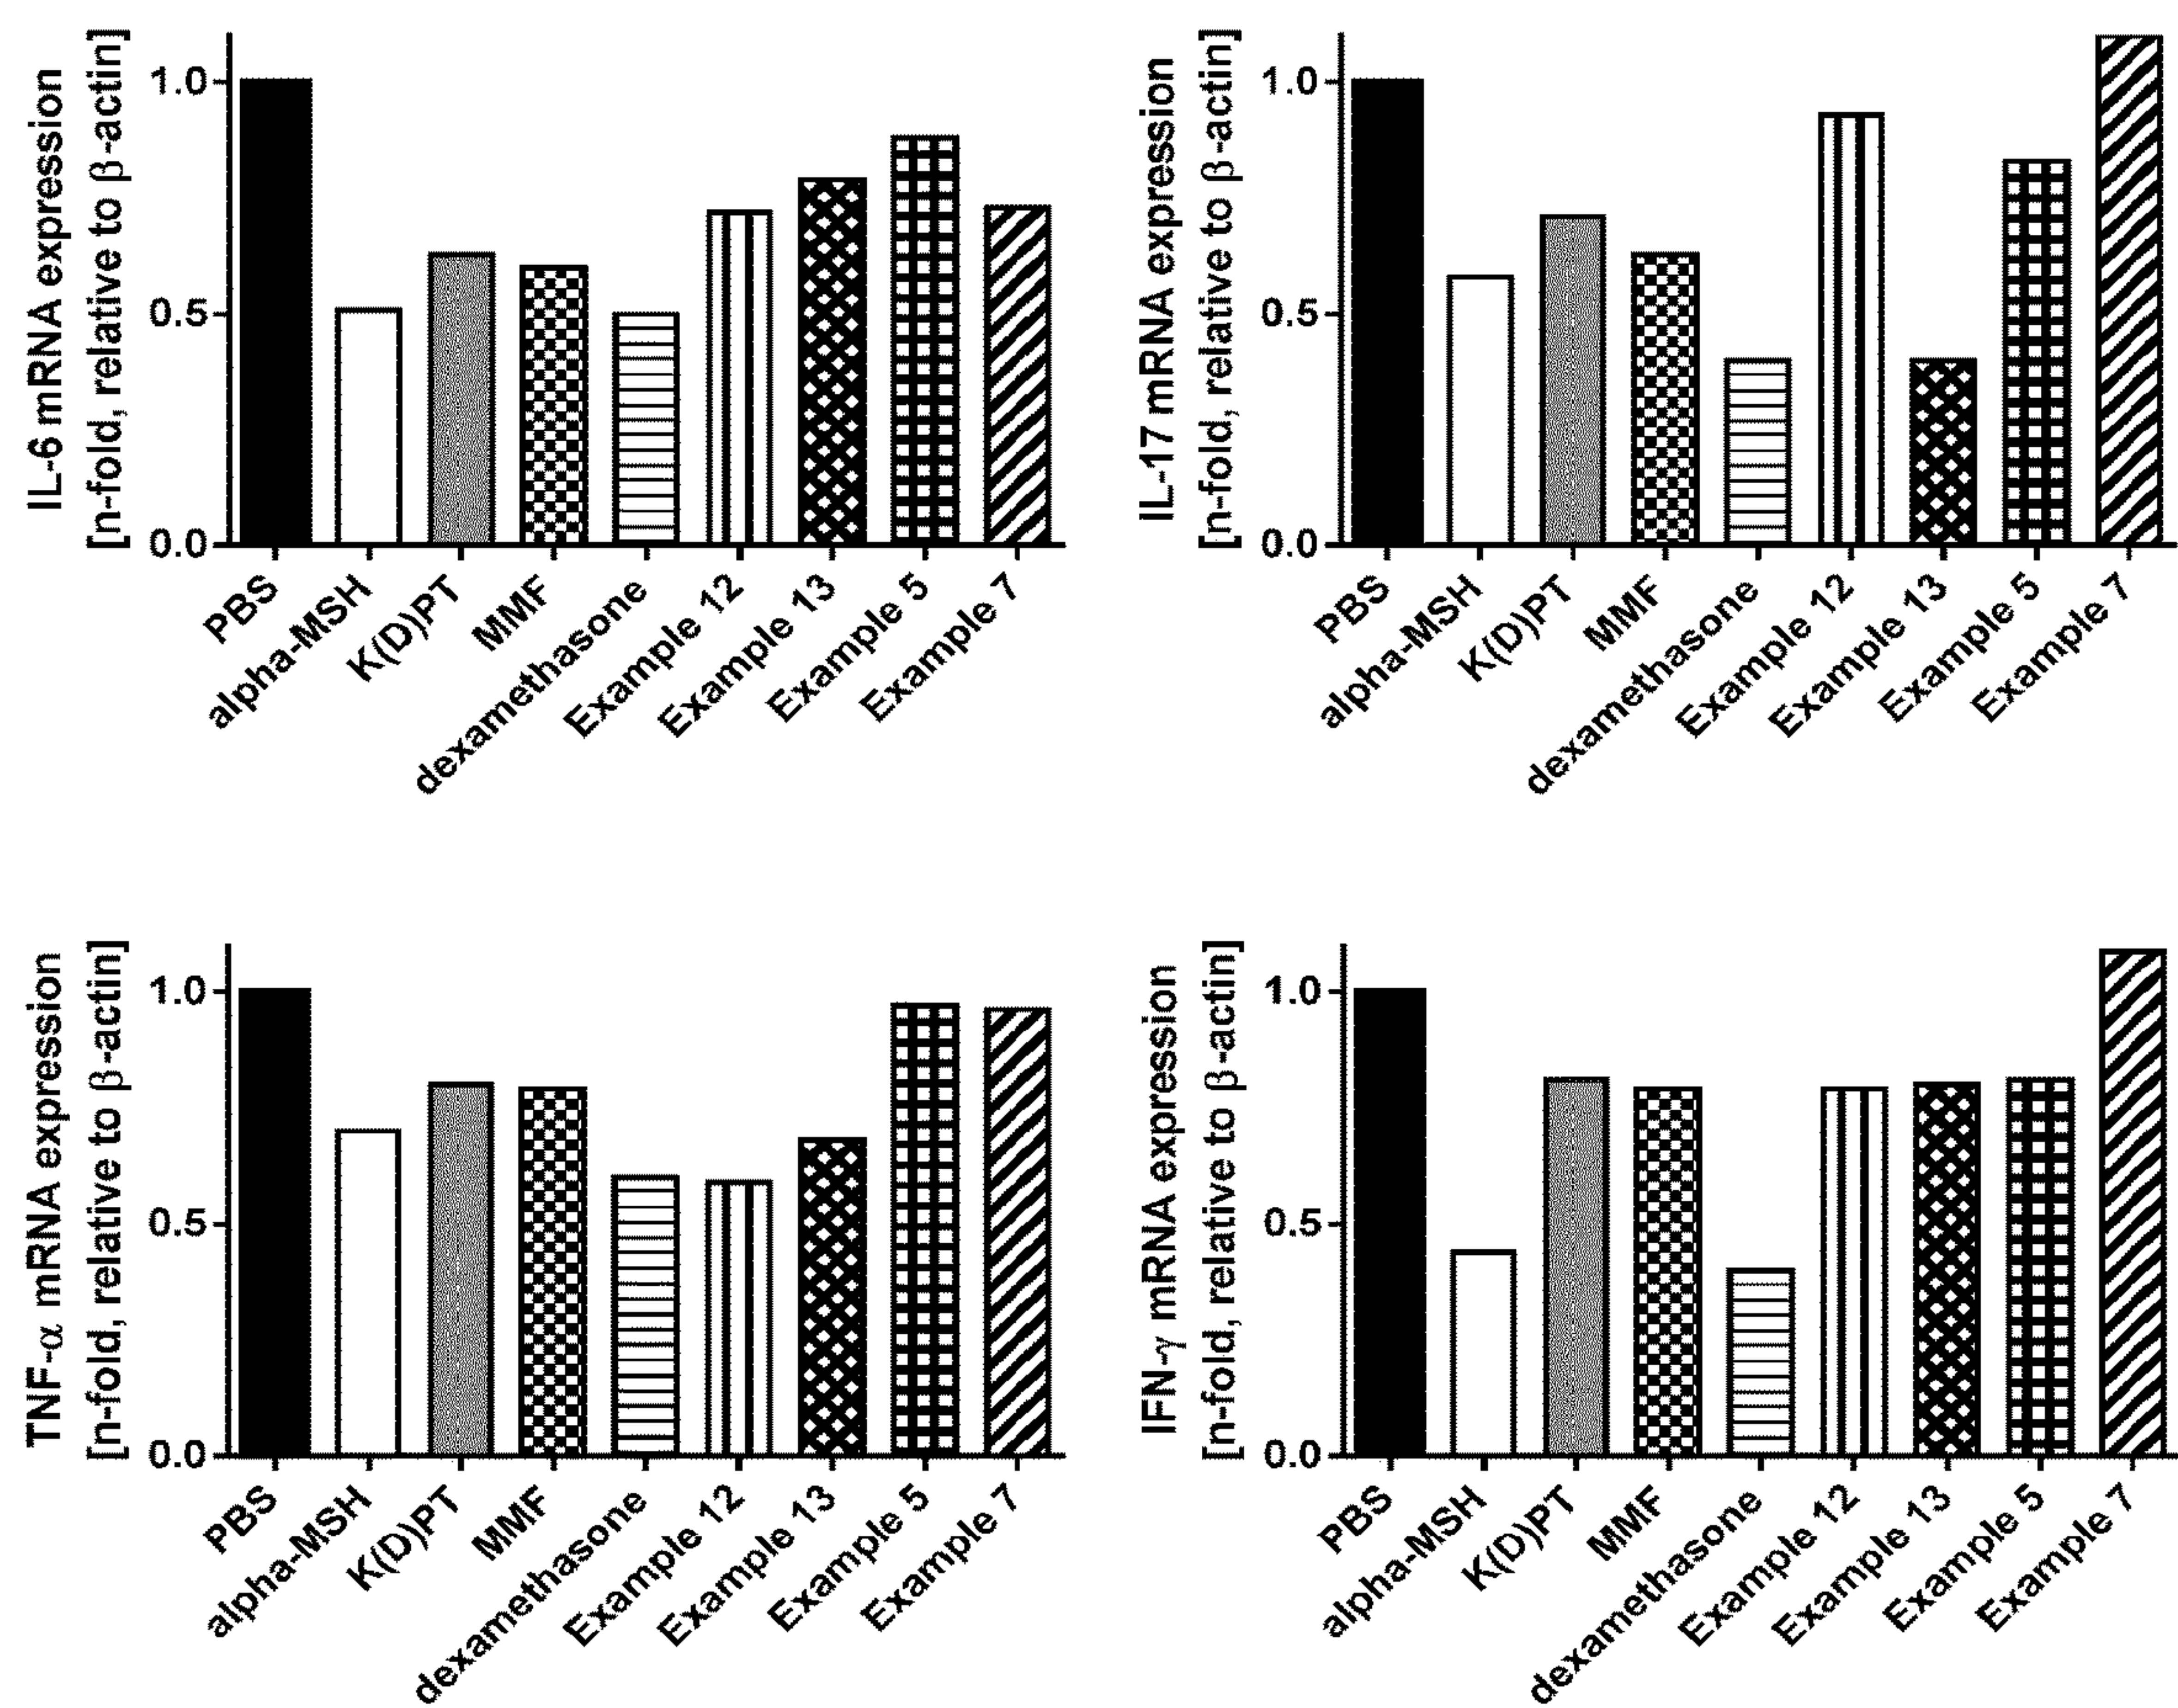 IL-6 mRNA expression
[n-fold, relative to β-actin]
1.0
0.5
0.0
PBS
alpha-MSH
K(D)PT
MMF
dexamethasone
Example 12
Example 13
Example 5
Example 7
IL-17 mRNA expression
[n-fold, relative to β-actin]
1.0
0.5
0.0
PBS
alpha-MSH
K(D)PT
MMF
dexamethasone
Example 12
Example 13
Example 5
Example 7
TNF-α mRNA expression
[n-fold, relative to β-actin]
1.0
0.5
0.0
PBS
alpha-MSH
K(D)PT
MMF
dexamethasone
Example 12
Example 13
Example 5
Example 7
IFN-γ mRNA expression
[n-fold, relative to β-actin]
1.0
0.5
0.0
PBS
alpha-MSH
K(D)PT
MMF
dexamethasone
Example 12
Example 13
Example 5
Example 7